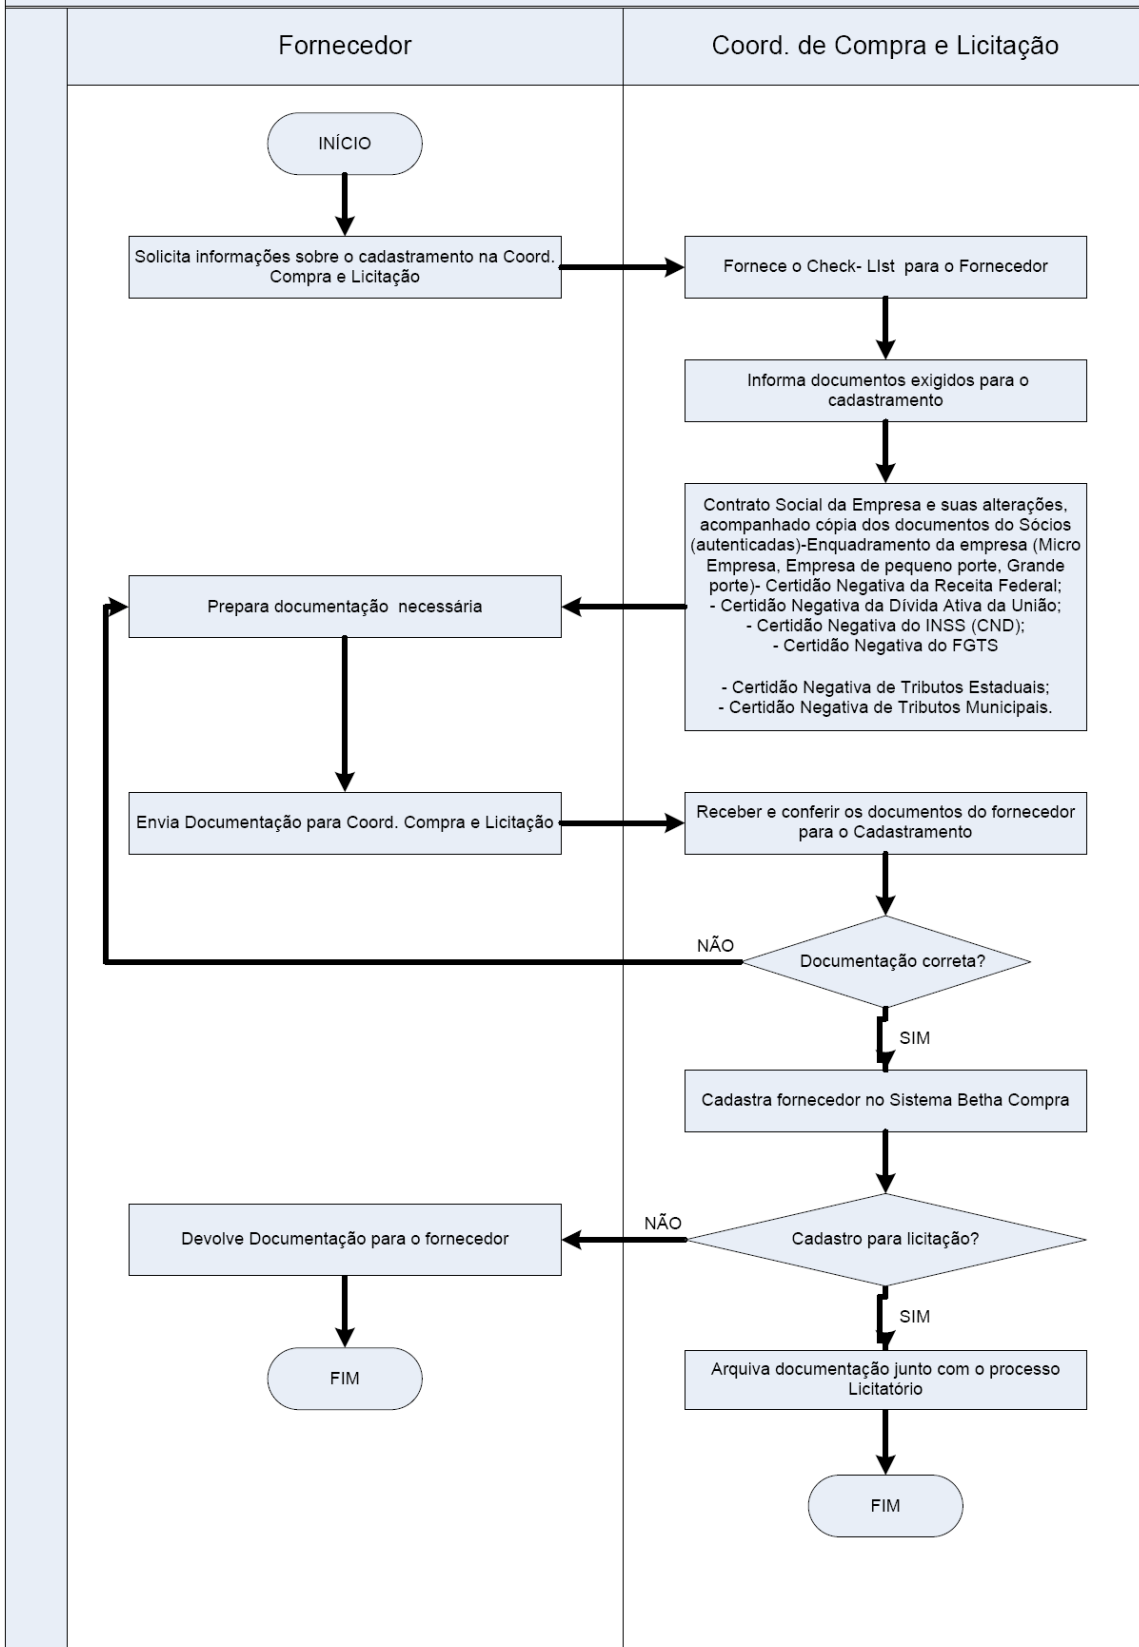 Fornecedor
Coord. de Compra e Licitação
INÍCIO
Solicita informações sobre o cadastramento na Coord.
Compra e Licitação
Fornece o Check- LIst  para o Fornecedor
Informa documentos exigidos para o
cadastramento
Contrato Social da Empresa e suas alterações,
acompanhado cópia dos documentos do Sócios
(autenticadas)-Enquadramento da empresa (Micro
Empresa, Empresa de pequeno porte, Grande
porte)- Certidão Negativa da Receita Federal;
- Certidão Negativa da Dívida Ativa da União;
- Certidão Negativa do INSS (CND);
- Certidão Negativa do FGTS
- Certidão Negativa de Tributos Estaduais;
- Certidão Negativa de Tributos Municipais.
Prepara documentação  necessária
Envia Documentação para Coord. Compra e Licitação
Receber e conferir os documentos do fornecedor
para o Cadastramento
NÃO
Documentação correta?
SIM
Cadastra fornecedor no Sistema Betha Compra
Devolve Documentação para o fornecedor
NÃO
Cadastro para licitação?
SIM
Arquiva documentação junto com o processo
Licitatório
FIM
FIM